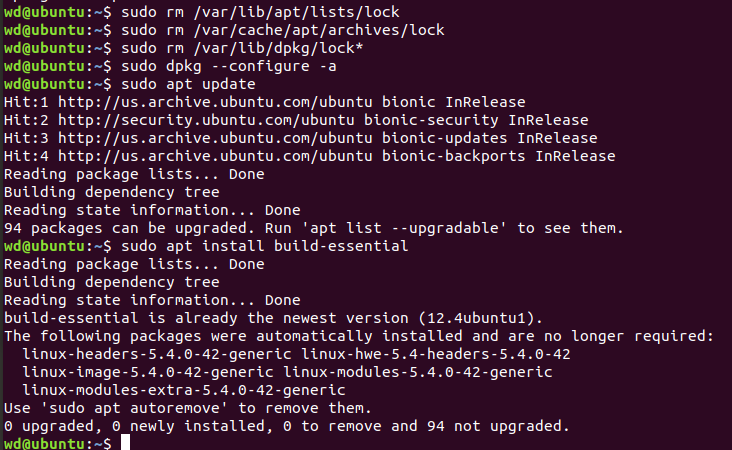 wd@ubuntu:~$ sudo rm /var/lib/apt/lists/lock
wd@ubuntu:~$ sudo rm /var/cache/apt/archives/lock
wd@ubuntu:~$ sudo rm /var/lib/dpkg/lock*
wd@ubuntu:~$ sudo dpkg --configure -a
wd@ubuntu:~$ sudo apt update
Hit:1 http://us.archive.ubuntu.com/ubuntu bionic InRelease
Hit:2 http://security.ubuntu.com/ubuntu bionic-security InRelease
Hit:3 http://us.archive.ubuntu.com/ubuntu bionic-updates InRelease
Hit:4 http://us.archive.ubuntu.com/ubuntu bionic-backports InRelease
Reading package lists... Done
Building dependency tree
Reading state information... Done
94 packages can be upgraded. Run 'apt list --upgradable' to see them.
wd@ubuntu:~$ sudo apt install build-essential
Reading package lists... Done
Building dependency tree
Reading state information... Done
build-essential is already the newest version (12.4ubuntu1).
The following packages were automatically installed and are no longer required:
  linux-headers-5.4.0-42-generic linux-hwe-5.4-headers-5.4.0-42
  linux-image-5.4.0-42-generic linux-modules-5.4.0-42-generic
  linux-modules-extra-5.4.0-42-generic
Use 'sudo apt autoremove' to remove them.
0 upgraded, 0 newly installed, 0 to remove and 94 not upgraded.
wd@ubuntu:~$